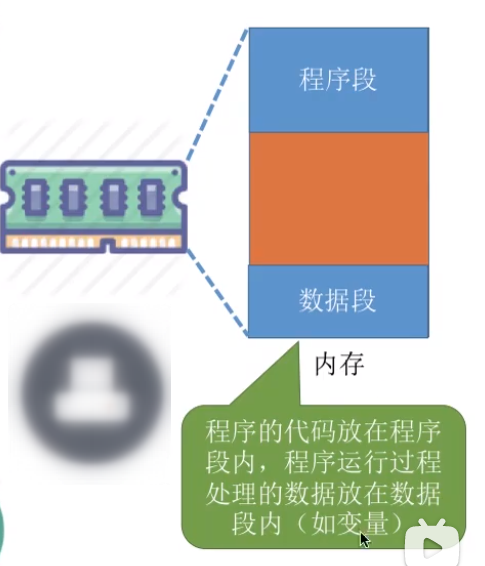 程序段
数据段
内存
程序的代码放在程序
段内，程序运行过程
处理的数据放在数据
段内（如变量）